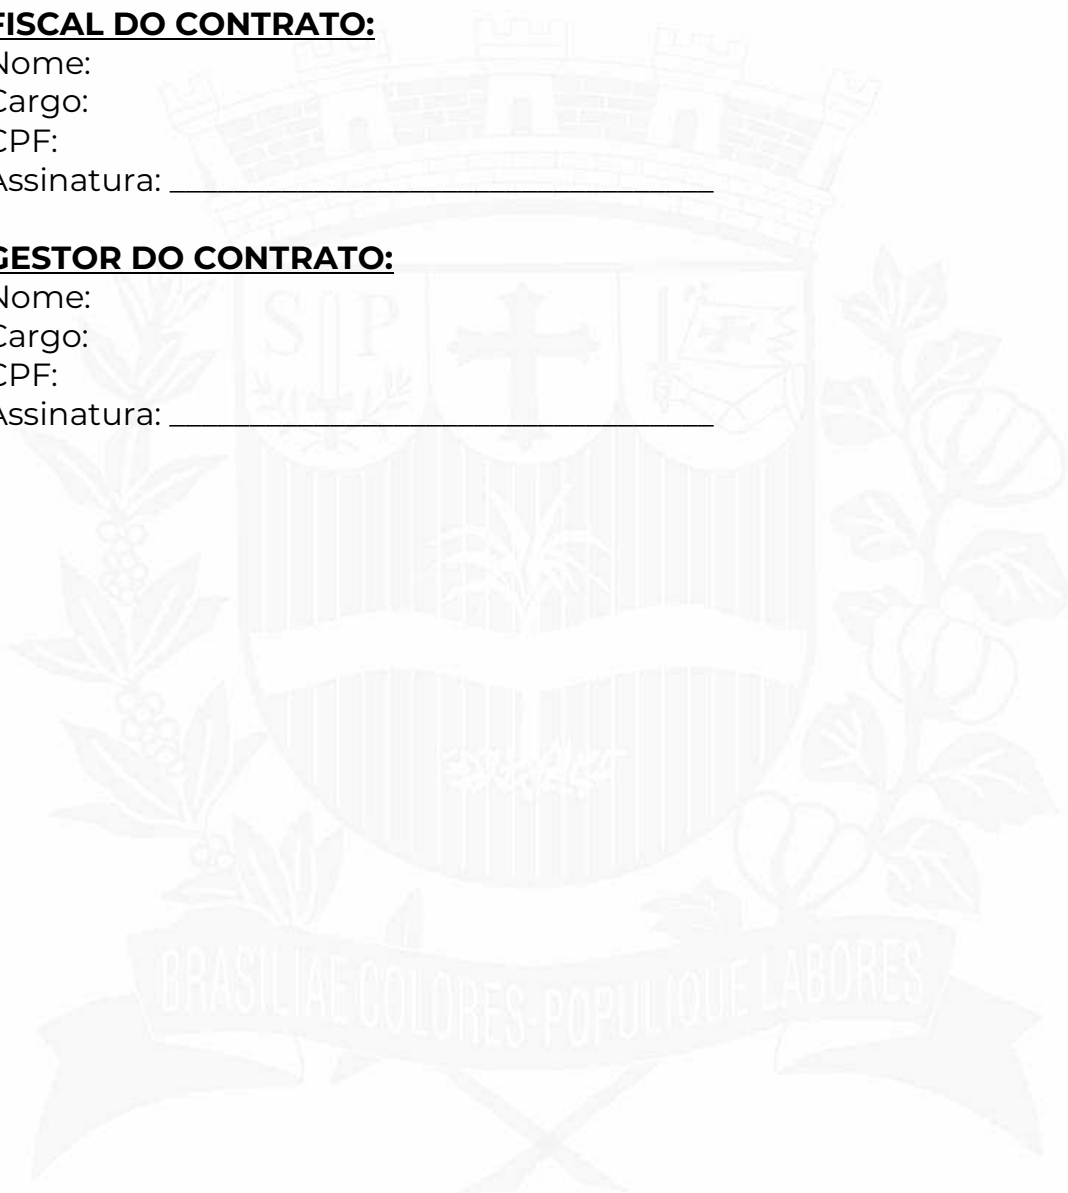 FISCAL DO CONTRATO:
Nome:
Cargo:
CPF:
Assinatura: ___________________________________
GESTOR DO CONTRATO:
Nome:
Cargo:
CPF:
Assinatura: ___________________________________
S P
BRASILIAE COLORES POPULIQUE LABORES